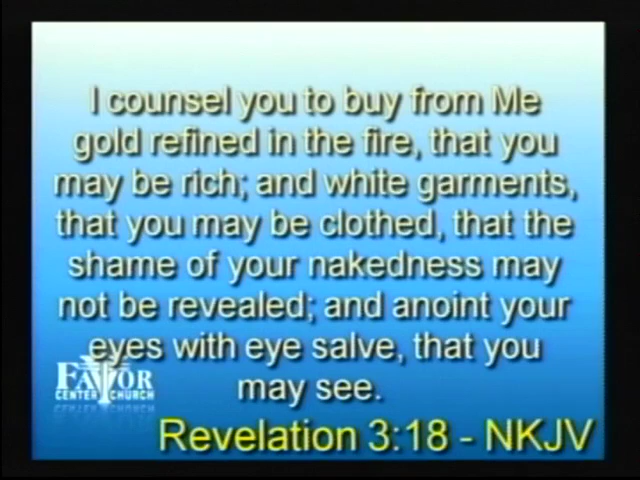 I counsel you to buy from Me
gold refined in the fire, that you
may be rich; and white garments,
that you may be clothed, that the
shame of your nakedness may
not be revealed; and anoint your
eyes with eye salve, that you
may see.
FAVOR
CENTER CHURCH
Revelation 3:18 - NKJV